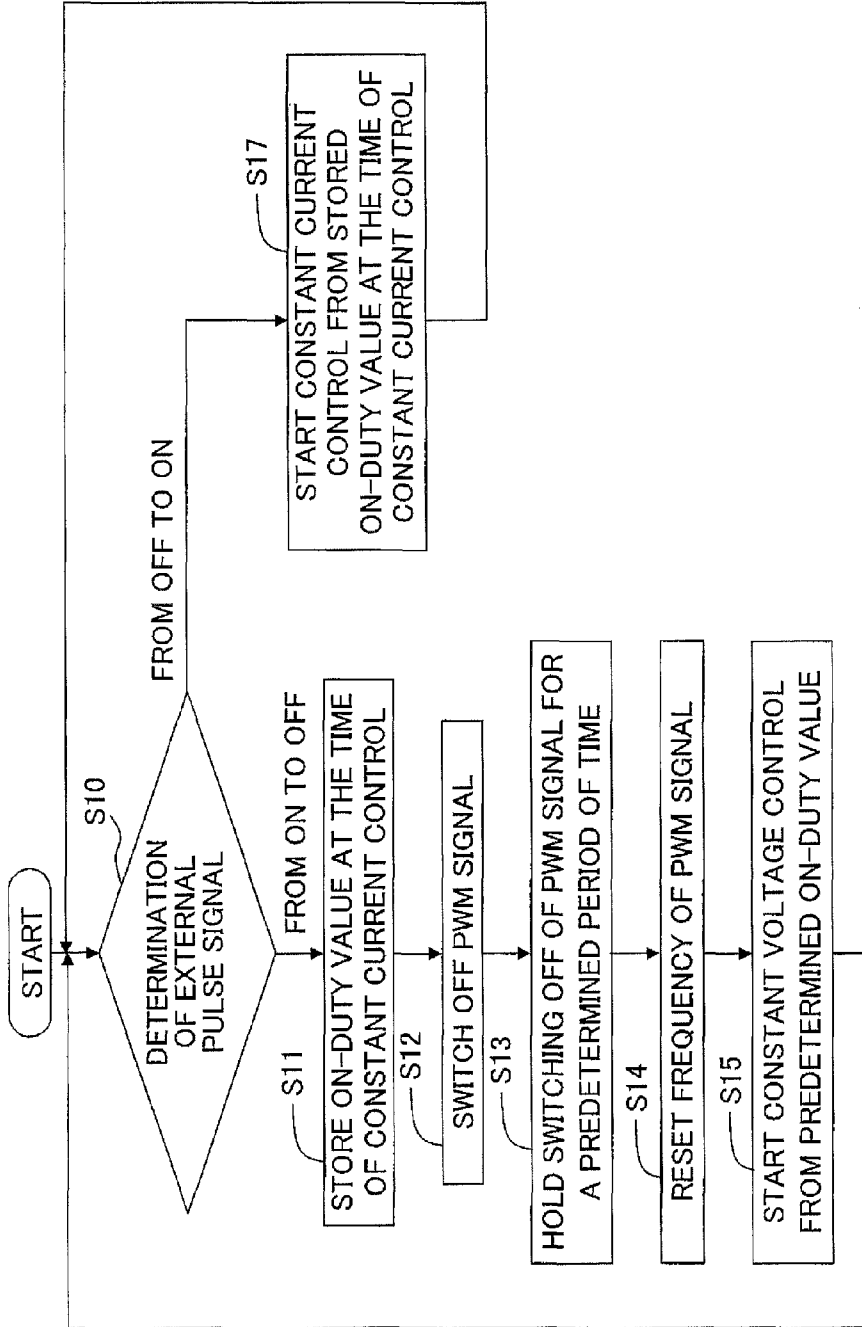 START
DETERMINATION
OF EXTERNAL
PULSE SIGNAL
S10
FROM OFF TO ON
FROM ON TO OFF
S11
STORE ON-DUTY VALUE AT THE TIME
OF CONSTANT CURRENT CONTROL
S12
SWITCH OFF PWM SIGNAL
S13
HOLD SWITCHING OFF OF PWM SIGNAL FOR
A PREDETERMINED PERIOD OF TIME
S14
RESET FREQUENCY OF PWM SIGNAL
S15
START CONSTANT VOLTAGE CONTROL
FROM PREDETERMINED ON-DUTY VALUE
S17
START CONSTANT CURRENT
CONTROL FROM STORED
ON-DUTY VALUE AT THE TIME OF
CONSTANT CURRENT CONTROL